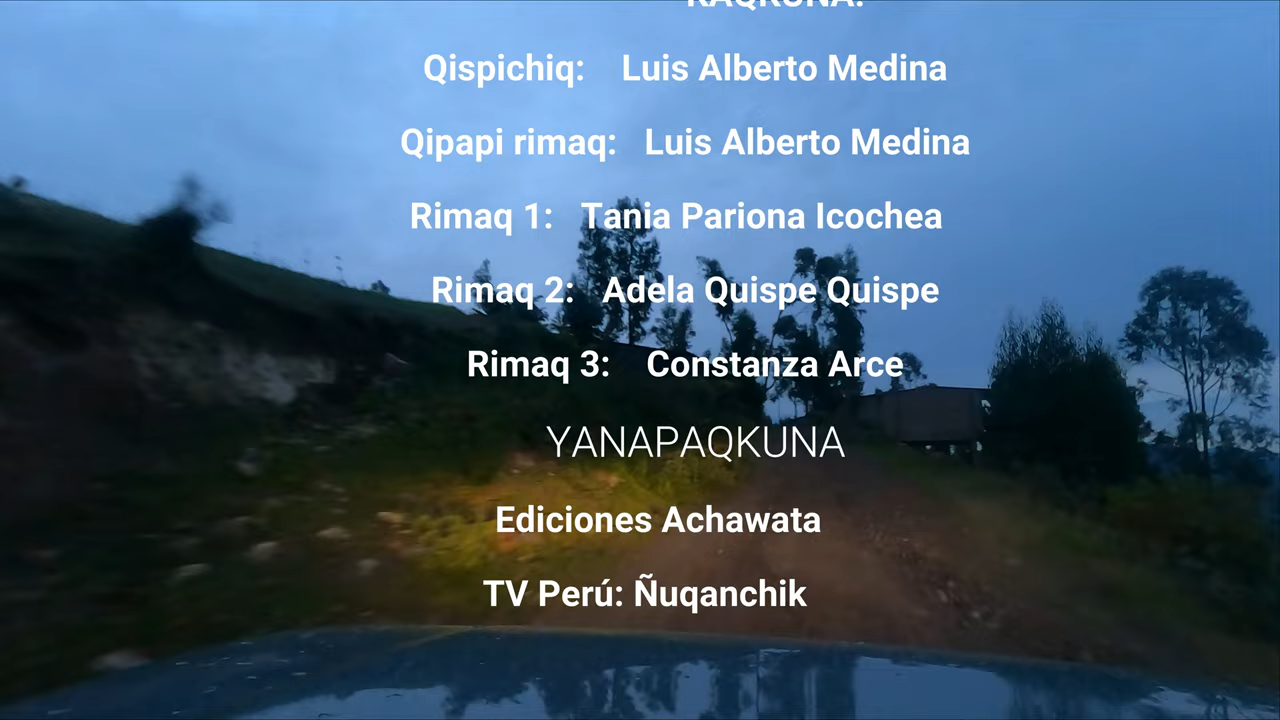 Qispichiq: Luis Alberto Medina
Qipapi rimaq: Luis Alberto Medina
Rimaq 1: Tania Pariona Icochea
Rimaq 2: Adela Quispe Quispe
Rimaq 3: Constanza Arce
YANAPAQKUNA
Ediciones Achawata
TV Perú: Ñuqanchik